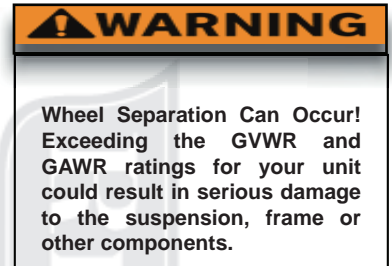 WARNING
Wheel Separation Can Occur!
Exceeding the GVWR and
GAWR ratings for your unit
could result in serious damage
to the suspension, frame or
other components.